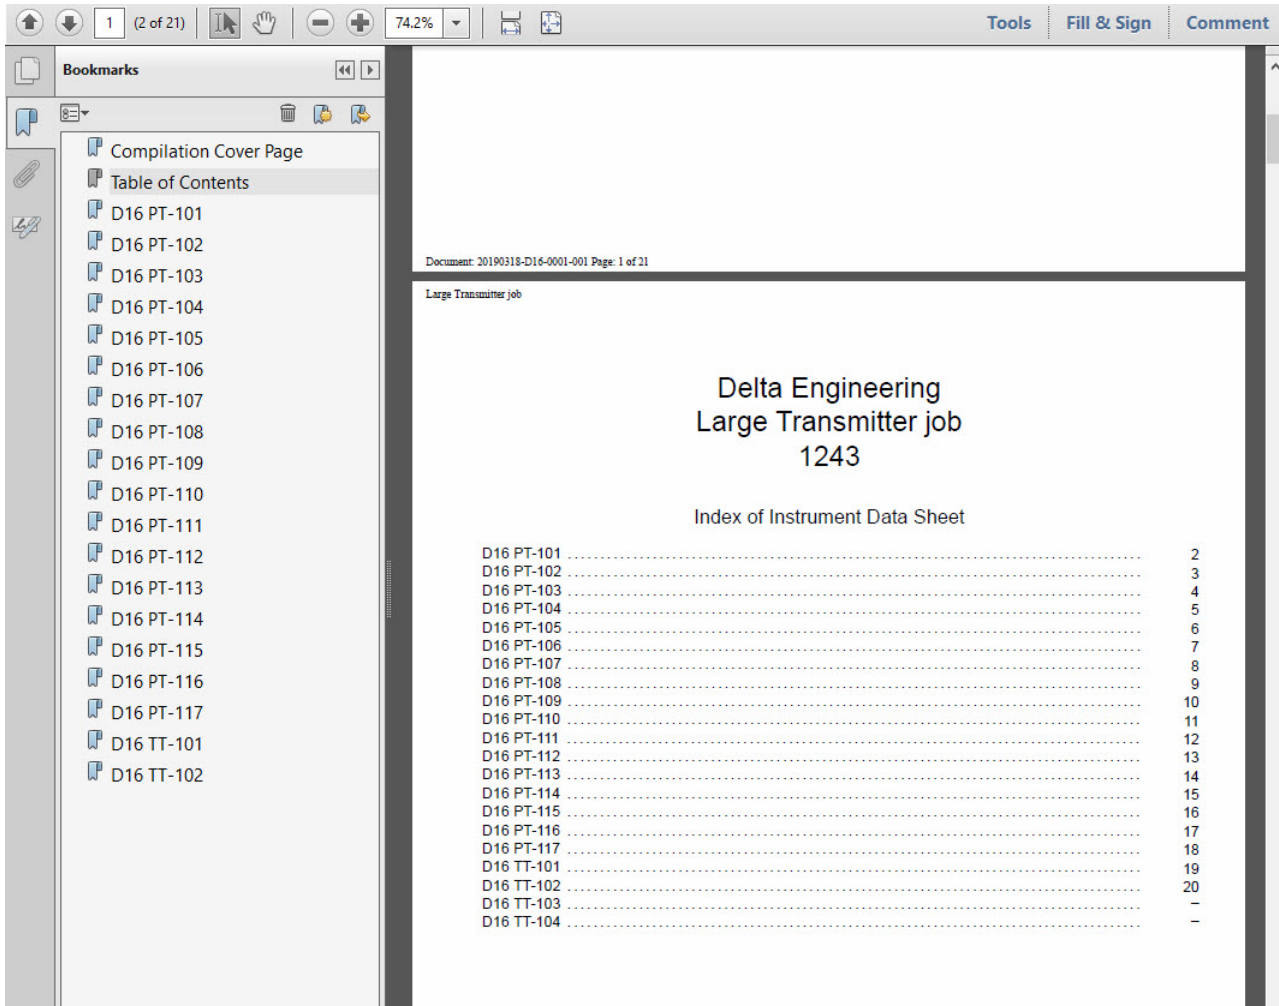 1 (2 of 21) 74.2% Tools Fill & Sign Comment
Bookmarks
Compilation Cover Page
Table of Contents
D16 PT-101
D16 PT-102
D16 PT-103
D16 PT-104
D16 PT-105
D16 PT-106
D16 PT-107
D16 PT-108
D16 PT-109
D16 PT-110
D16 PT-111
D16 PT-112
D16 PT-113
D16 PT-114
D16 PT-115
D16 PT-116
D16 PT-117
D16 TT-101
D16 TT-102
Document: 20190318-D16-0001-001 Page: 1 of 21
Large Transmitter job
Delta Engineering
Large Transmitter job
1243
Index of Instrument Data Sheet
D16 PT-101 2
D16 PT-102 3
D16 PT-103 4
D16 PT-104 5
D16 PT-105 6
D16 PT-106 7
D16 PT-107 8
D16 PT-108 9
D16 PT-109 10
D16 PT-110 11
D16 PT-111 12
D16 PT-112 13
D16 PT-113 14
D16 PT-114 15
D16 PT-115 16
D16 PT-116 17
D16 PT-117 18
D16 TT-101 19
D16 TT-102 20
D16 TT-103 –
D16 TT-104 –